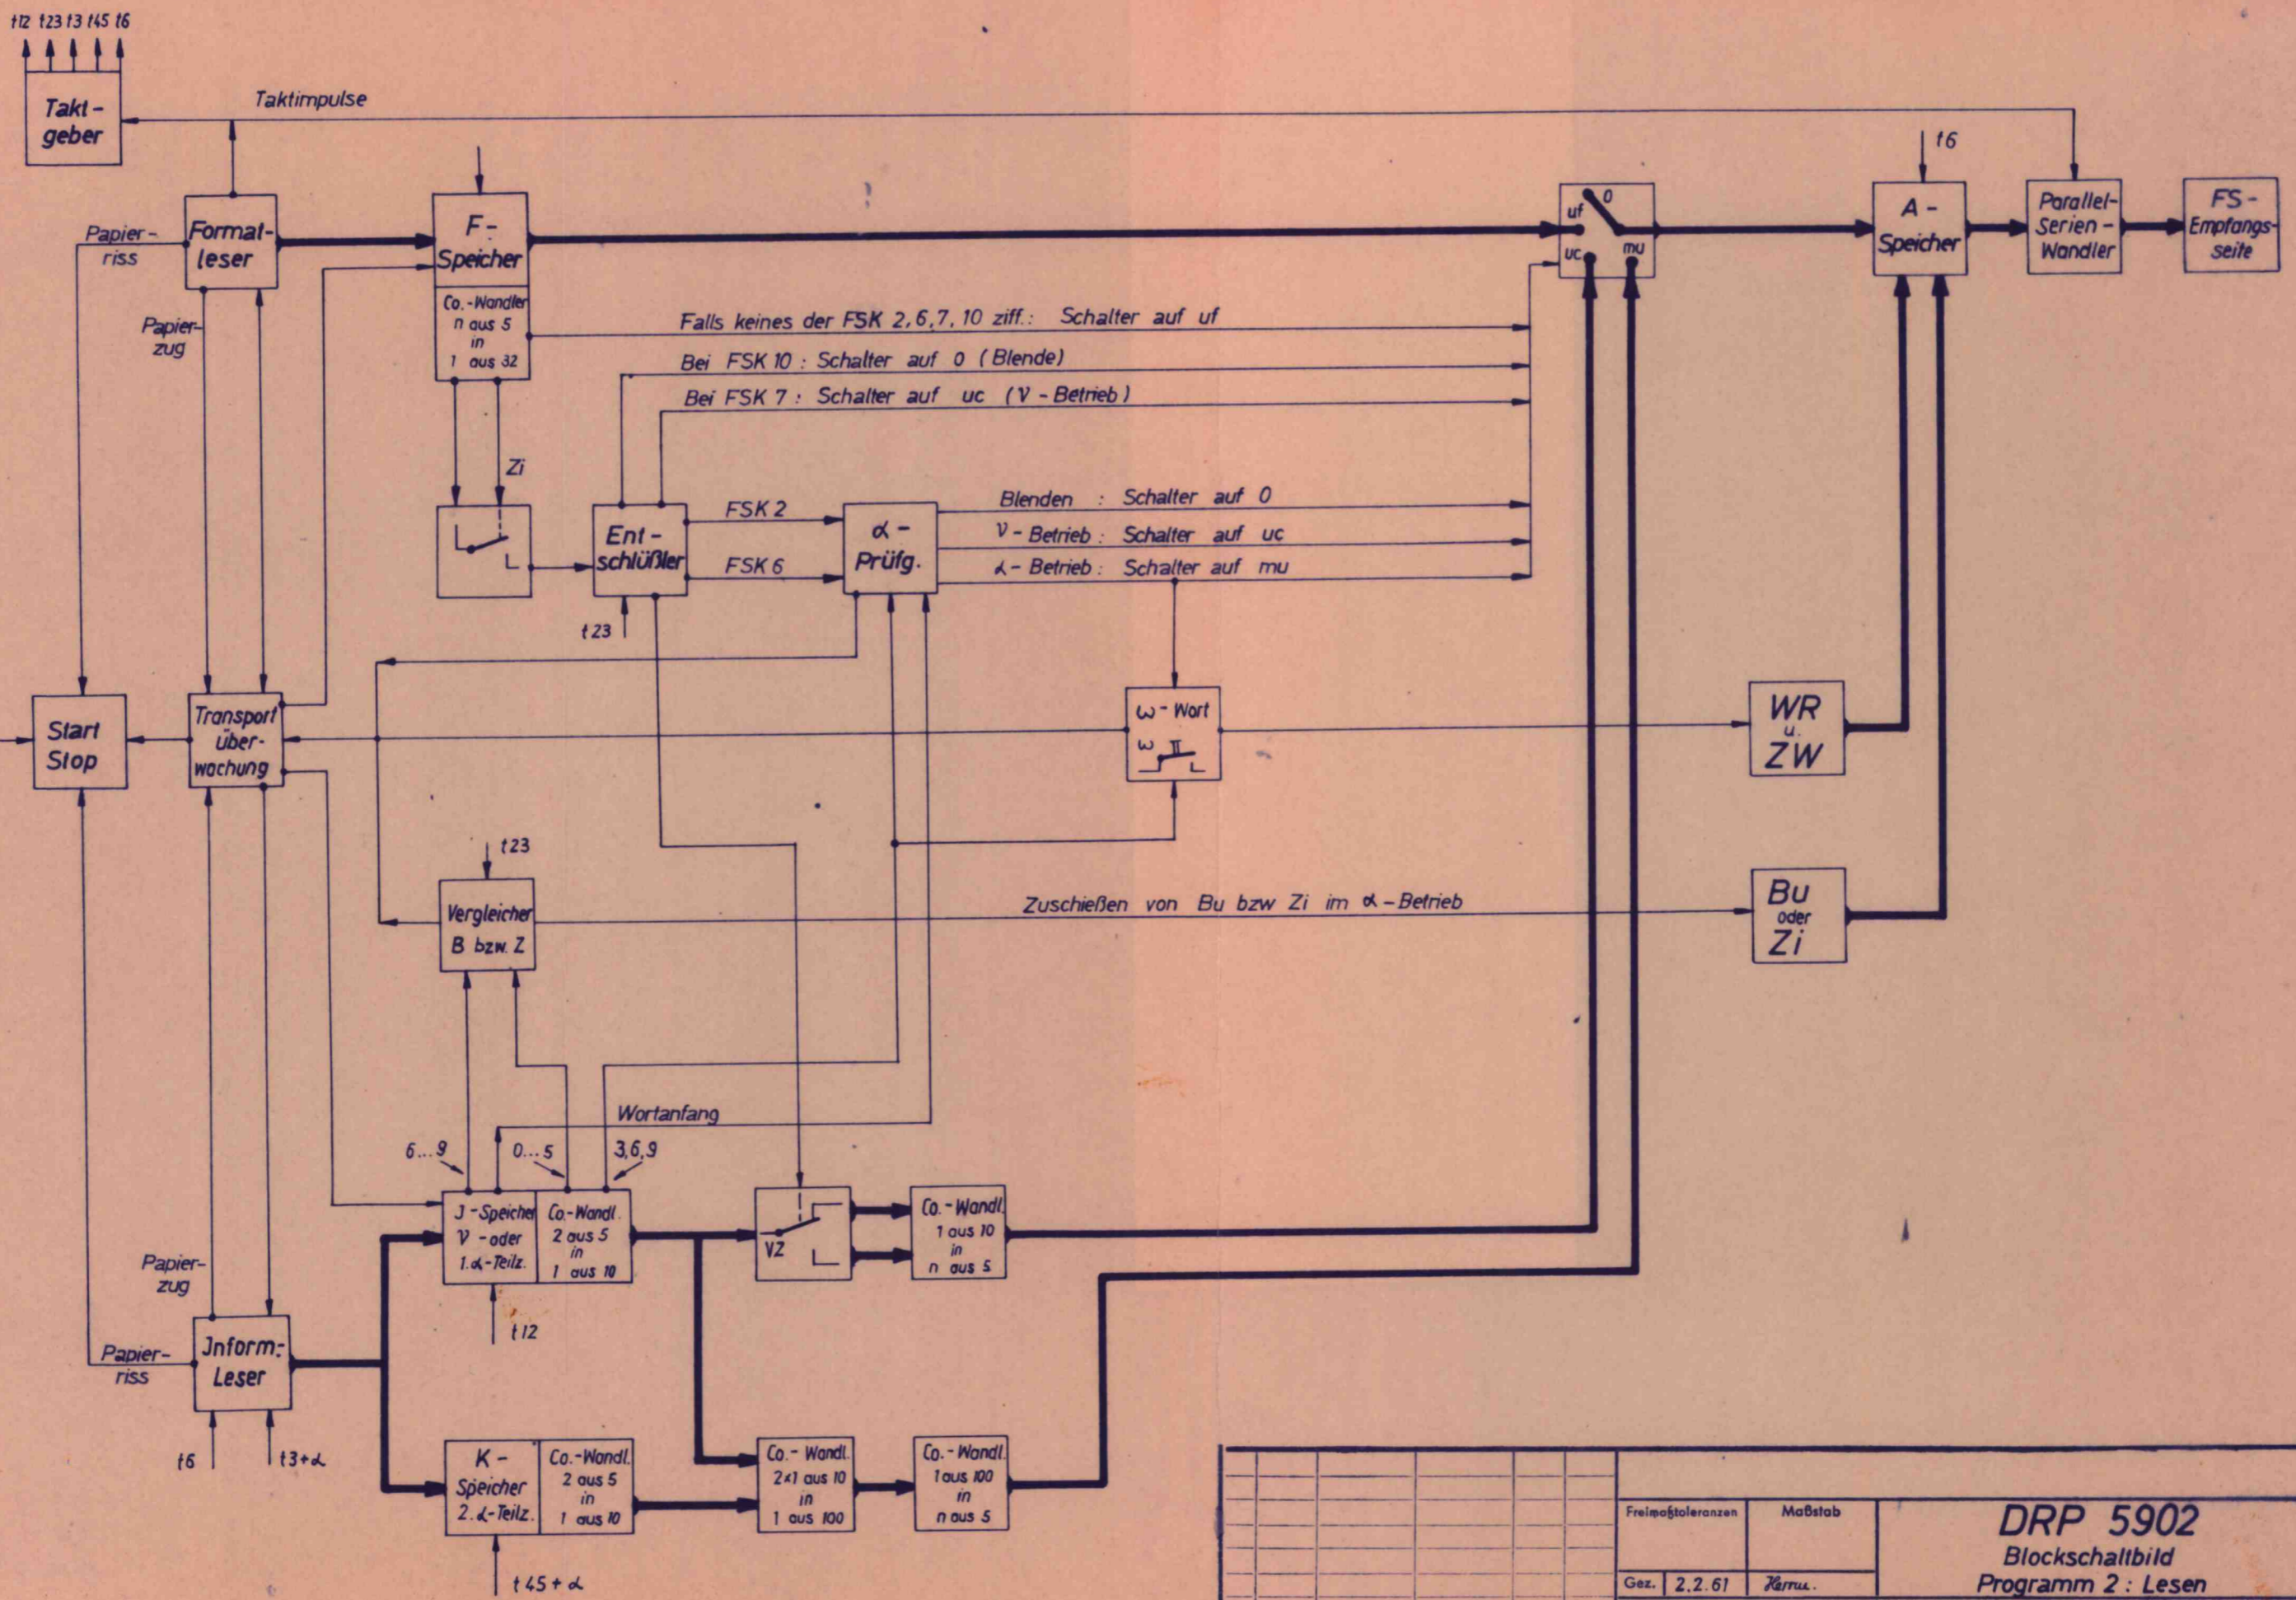 t12 t23 t3 t45 t6
Takt-
geber
Taktimpulse
t6
Format-
leser
Papier-
riss
Papier-
zug
F-
Speicher
Co.-Wandler
n aus 5
in
1 aus 32
uf
0
uc
mu
A-
Speicher
Parallel-
Serien-
Wandler
FS-
Empfangs-
seite
Falls keines der FSK 2,6,7,10 ziff.: Schalter auf uf
Bei FSK 10 : Schalter auf 0 (Blende)
Bei FSK 7 : Schalter auf uc (ν-Betrieb)
Zi
Ent-
schlüßler
FSK 2
FSK 6
t23
α-
Prüfg.
Blenden : Schalter auf 0
ν-Betrieb : Schalter auf uc
α-Betrieb : Schalter auf mu
Start
Stop
Transport
über-
wachung
ω-Wort
ω II
WR
u.
ZW
t23
Vergleicher
B bzw. Z
Zuschießen von Bu bzw Zi im α-Betrieb
Bu
oder
Zi
Wortanfang
6...9
0...5
3,6,9
J-Speicher
ν-oder
1.α-Teilz.
Co.-Wandl.
2 aus 5
in
1 aus 10
VZ
Co.-Wandl.
1 aus 10
in
n aus 5
t12
Papier-
zug
Papier-
riss
Jnform.-
Leser
t6
t3+α
K-
Speicher
2.α-Teilz.
Co.-Wandl.
2 aus 5
in
1 aus 10
Co.-Wandl.
2x1 aus 10
in
1 aus 100
Co.-Wandl.
1 aus 100
in
n aus 5
t45+α
Freimaßtoleranzen
Maßstab
DRP 5902
Blockschaltbild
Programm 2 : Lesen
Gez. 2.2.61